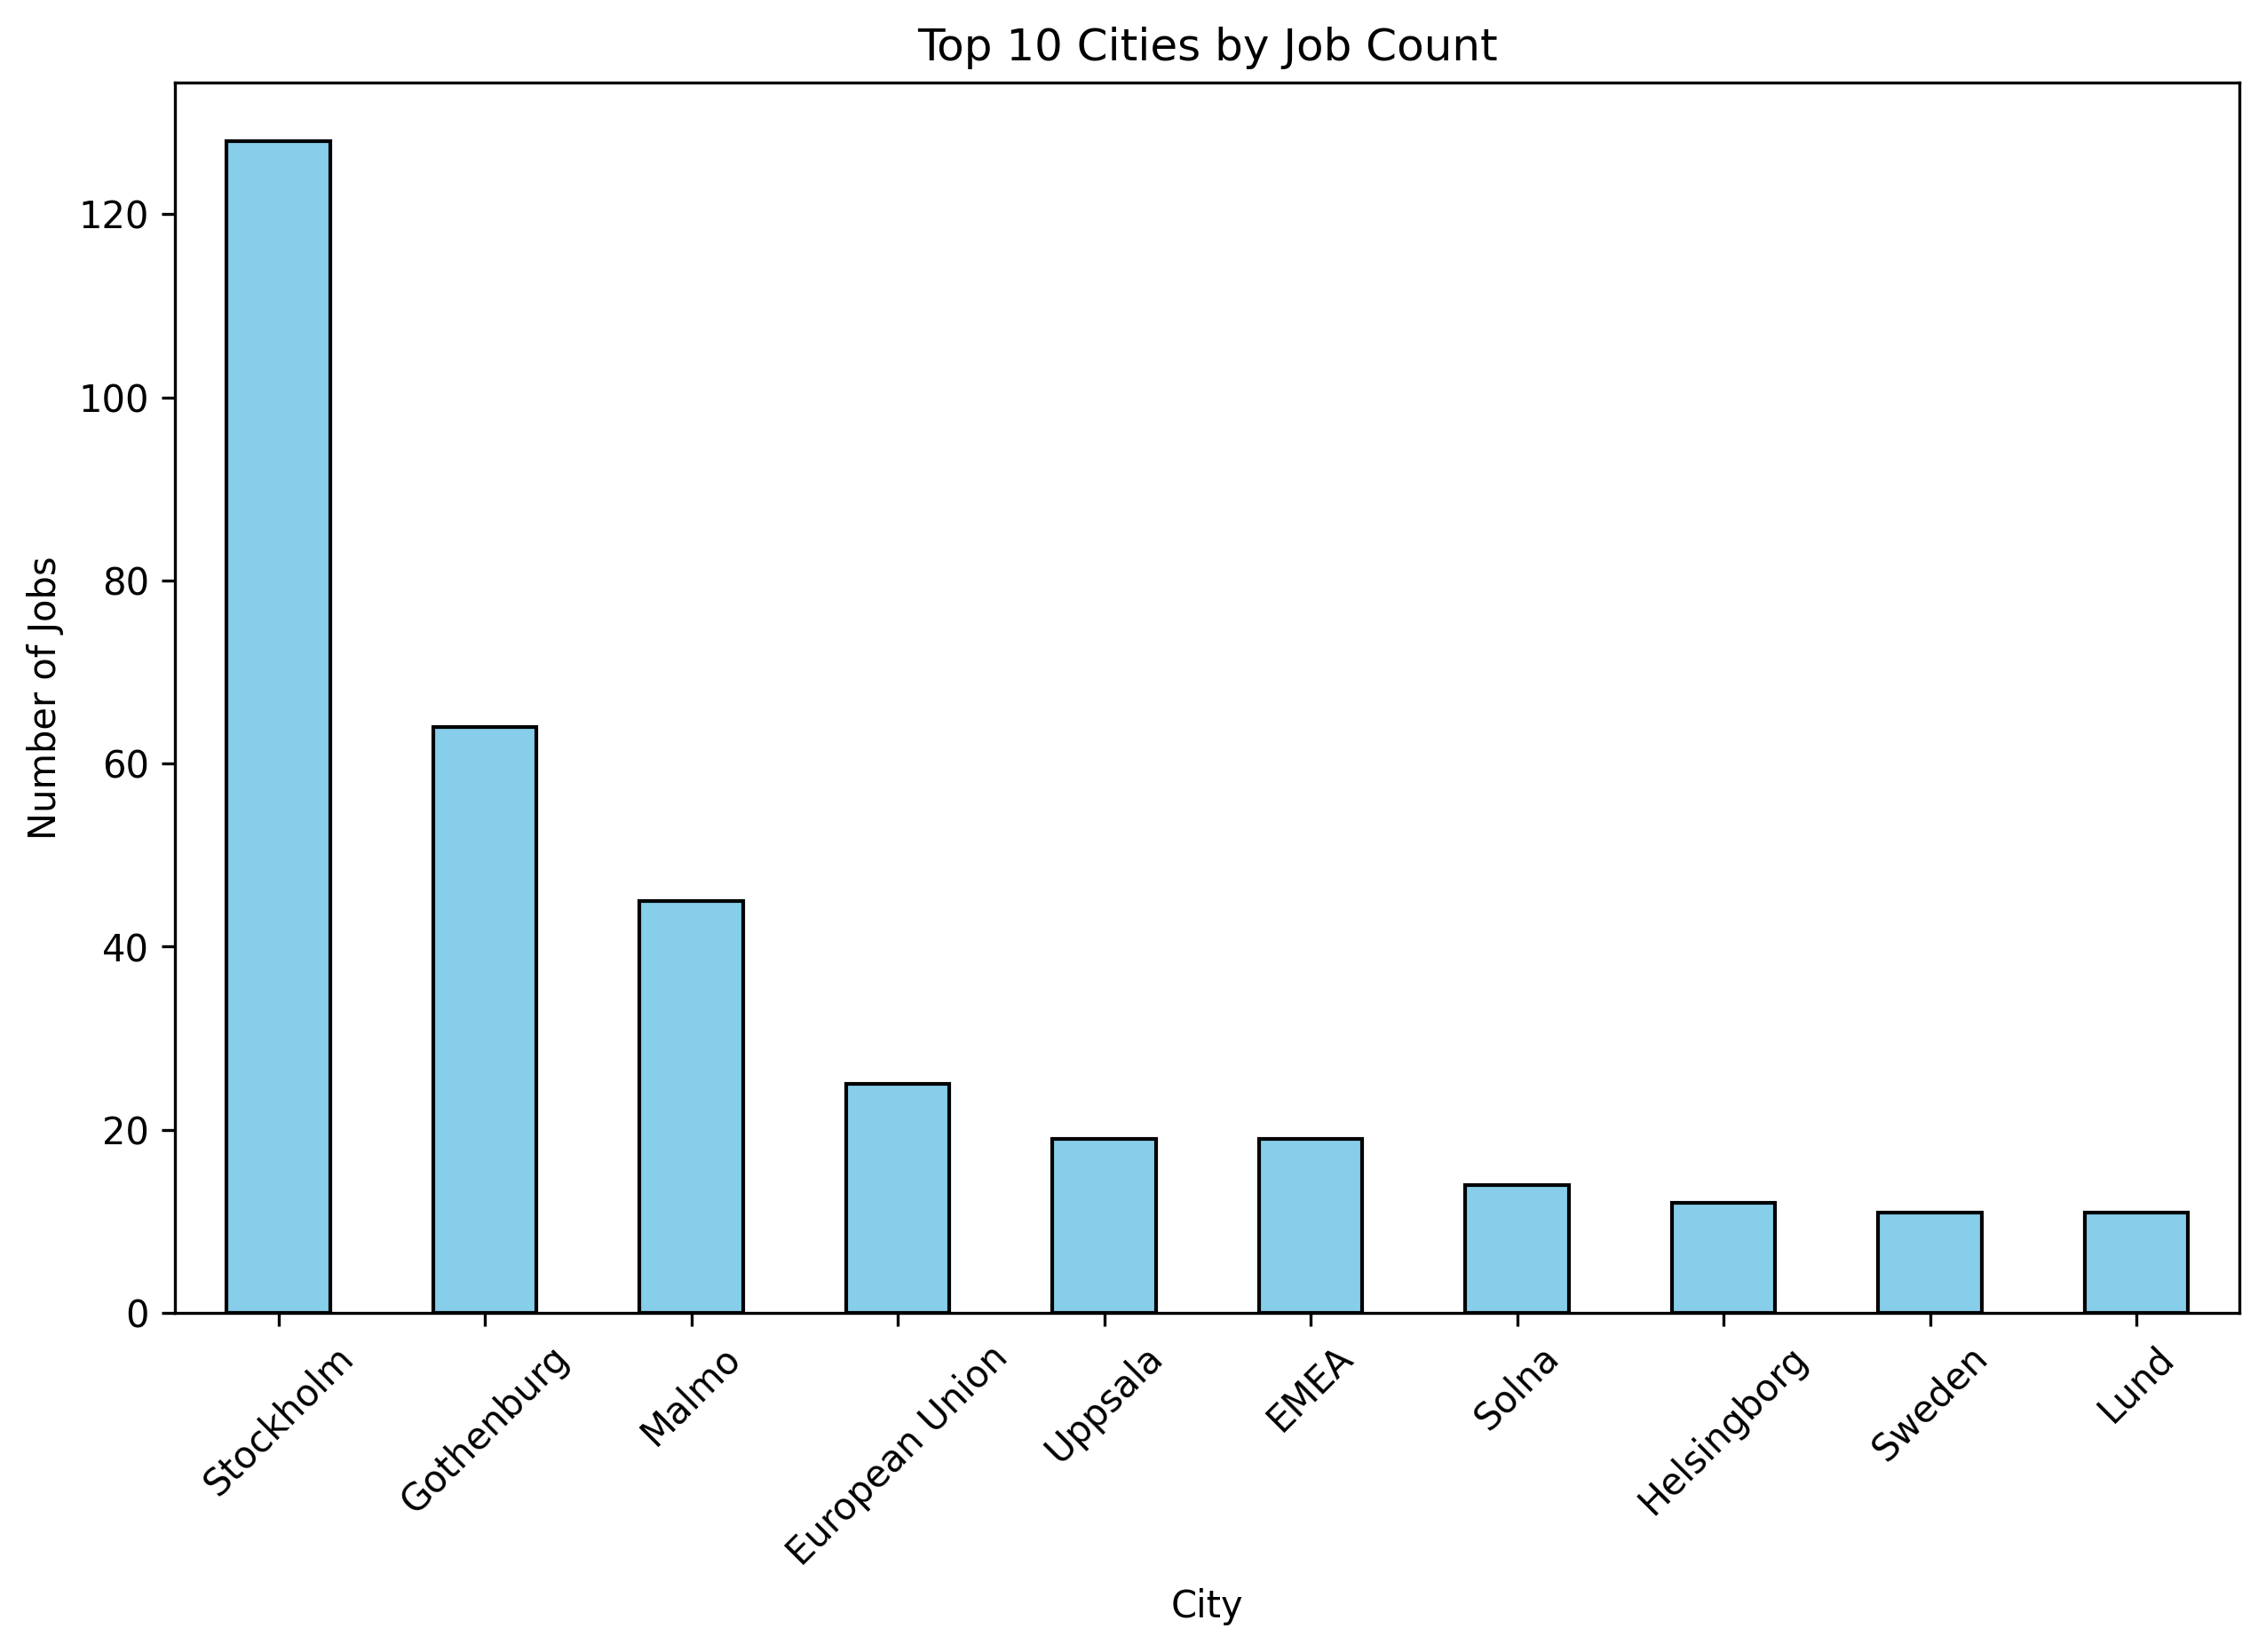 Top 10 Cities by Job Count
Number of Jobs
120
100
80
60
40
20
0
Stockholm
Gothenburg
Malmo
European Union
Uppsala
EMEA
Solna
Helsingborg
Sweden
Lund
City